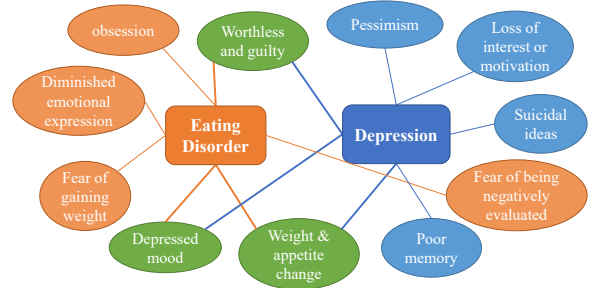 obsession
Worthless
and guilty
Pessimism
Loss of
interest or
motivation
Diminished
emotional
expression
Eating
Disorder
Depression
Suicidal
ideas
Fear of
gaining
weight
Fear of being
negatively
evaluated
Depressed
mood
Weight &
appetite
change
Poor
memory